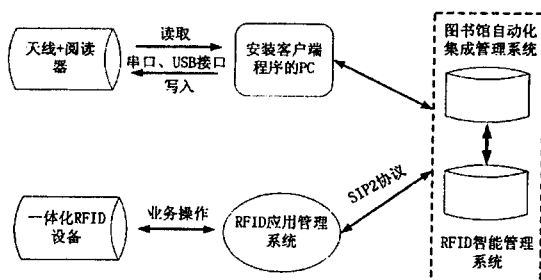 天线+阅读
器
读取
串口、USB接口
写入
安装客户端
程序的PC
图书馆自动化
集成管理系统
一体化RFID
设备
业务操作
RFID应用管理
系统
SIP2协议
RFID智能管理
系统